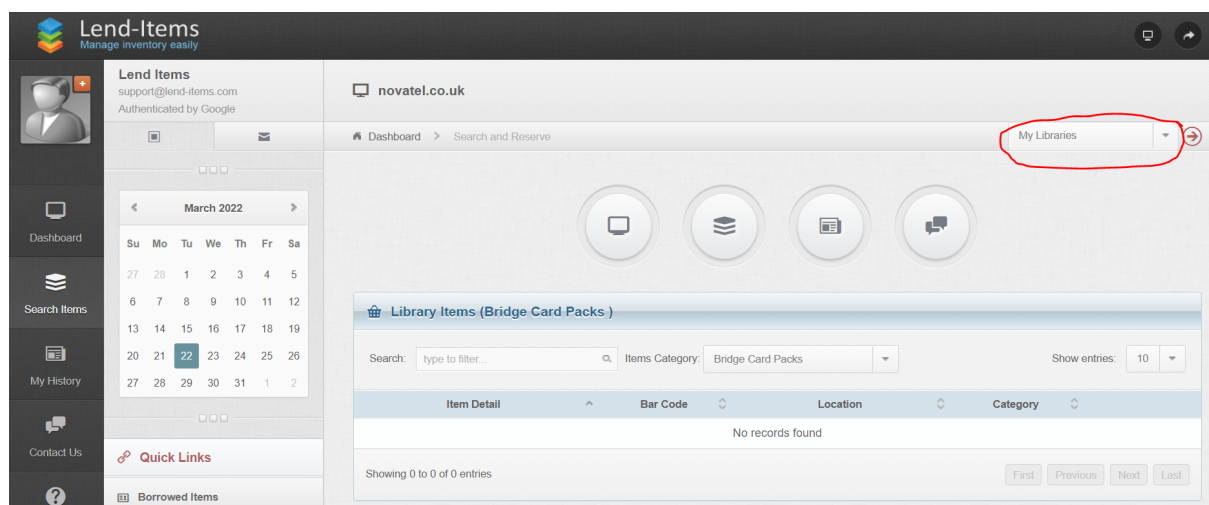 Lend-Items
Manage inventory easily
Lend Items
support@lend-items.com
Authenticated by Google
novatel.co.uk
Dashboard > Search and Reserve
My Libraries
March 2022
Su Mo Tu We Th Fr Sa
27 28 1 2 3 4 5
6 7 8 9 10 11 12
13 14 15 16 17 18 19
20 21 22 23 24 25 26
27 28 29 30 31 1 2
Quick Links
Borrowed Items
Dashboard
Search Items
My History
Contact Us
?
Library Items (Bridge Card Packs )
Search: type to filter... Items Category: Bridge Card Packs Show entries: 10
Item Detail Bar Code Location Category
No records found
Showing 0 to 0 of 0 entries
First Previous Next Last